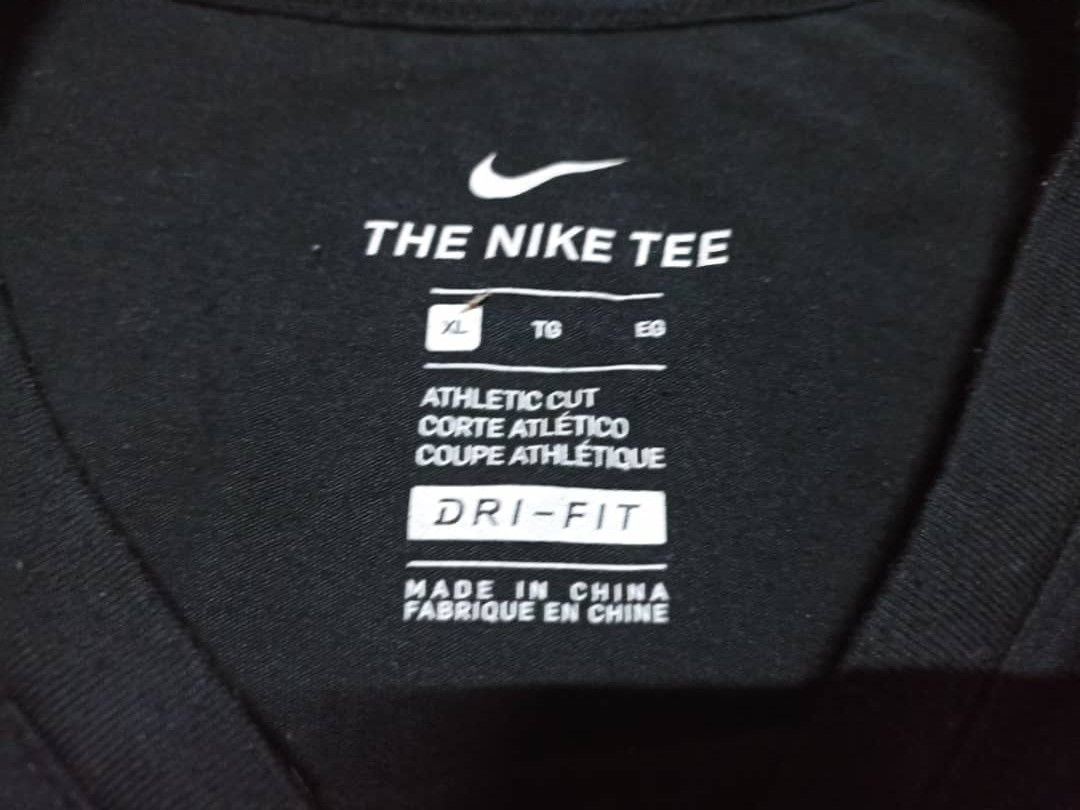 THE NIKE TEE
XL TG EG
ATHLETIC CUT
CORTE ATLÉTICO
COUPE ATHLÉTIQUE
DRI-FIT
MADE IN CHINA
FABRIQUE EN CHINE